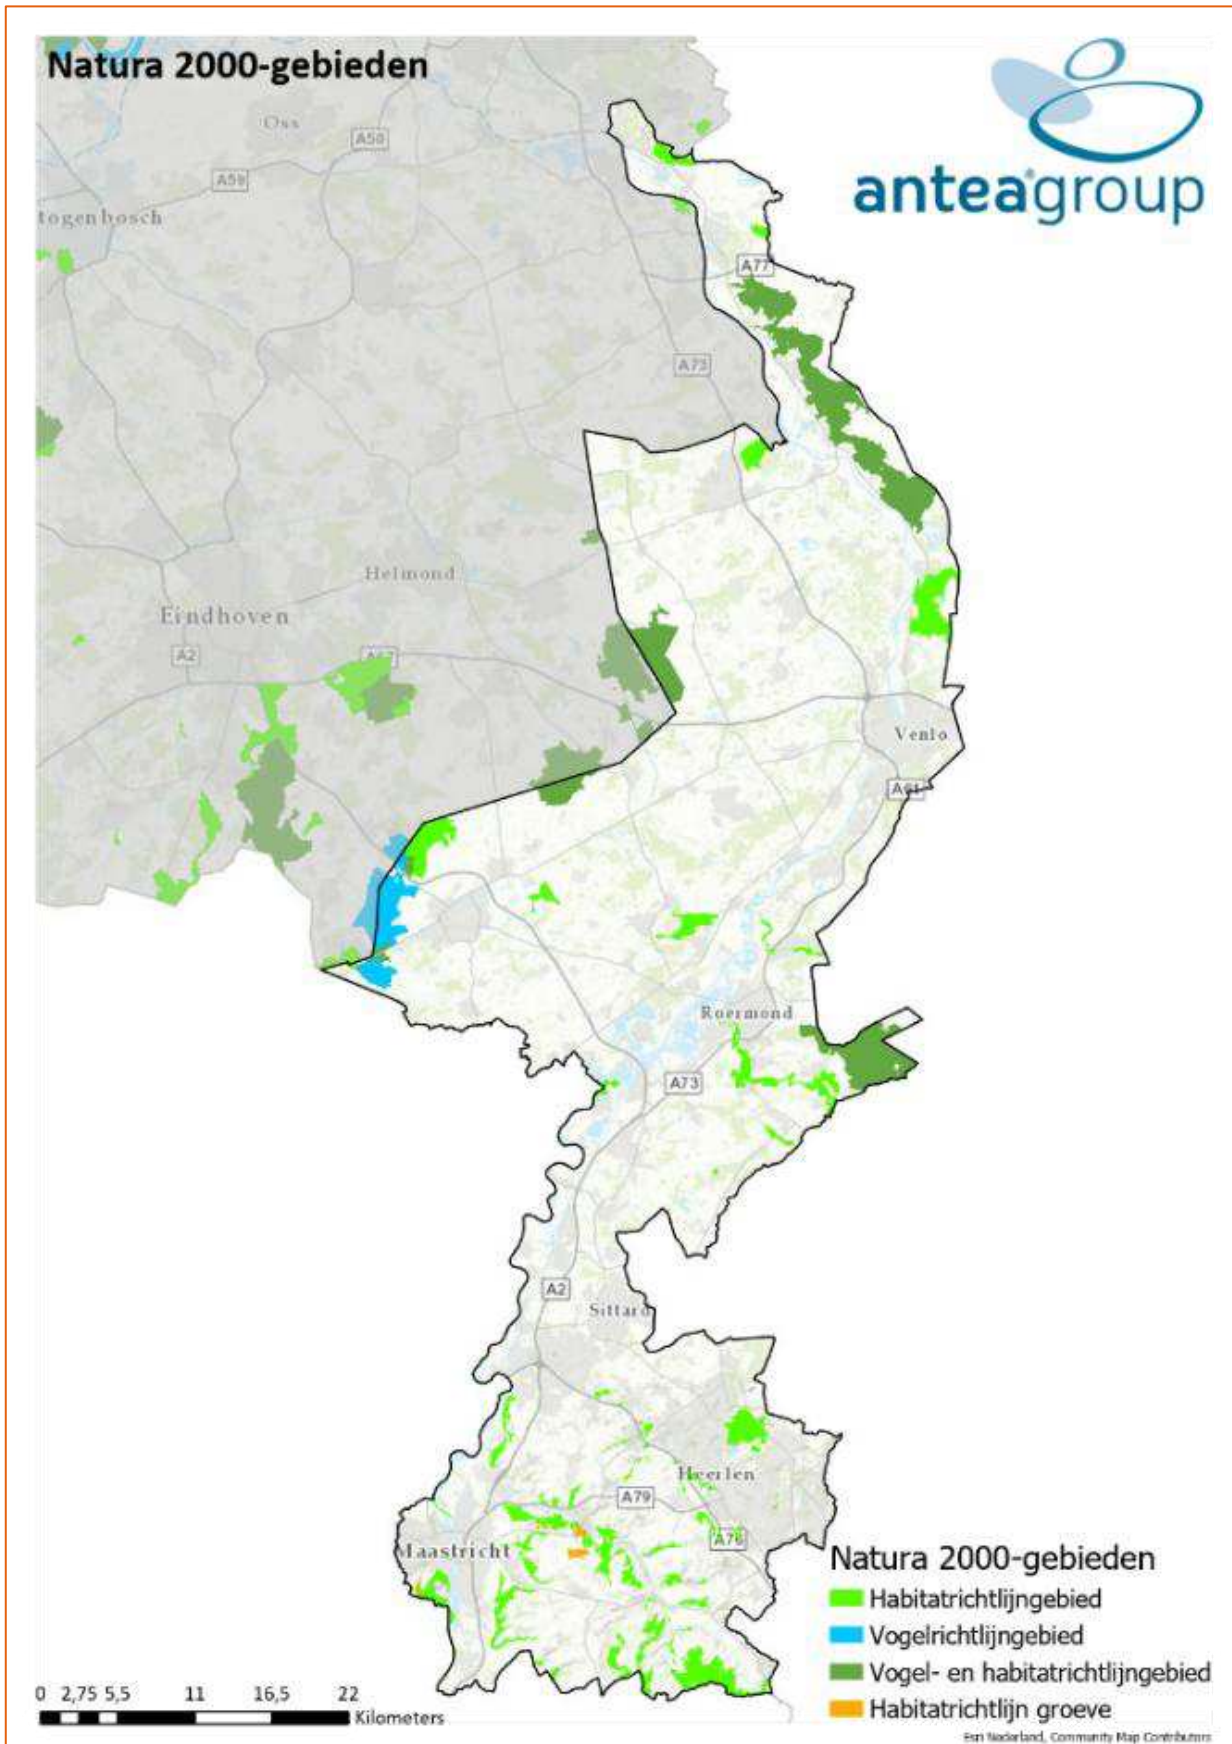 Natura 2000-gebieden
anteagroup
Oss
A50
A59
togenbosch
A77
A73
Helmond
Eindhoven
A2
A67
Venlo
A61
Roermond
A73
A2
Sittard
Heerlen
A79
A76
Maastricht
Natura 2000-gebieden
Habitatrichtlijngebied
Vogelrichtlijngebied
Vogel- en habitatrichtlijngebied
Habitatrichtlijn groeve
0 2,75 5,5 11 16,5 22
Kilometers
Esri Nederland, Community Map Contributors